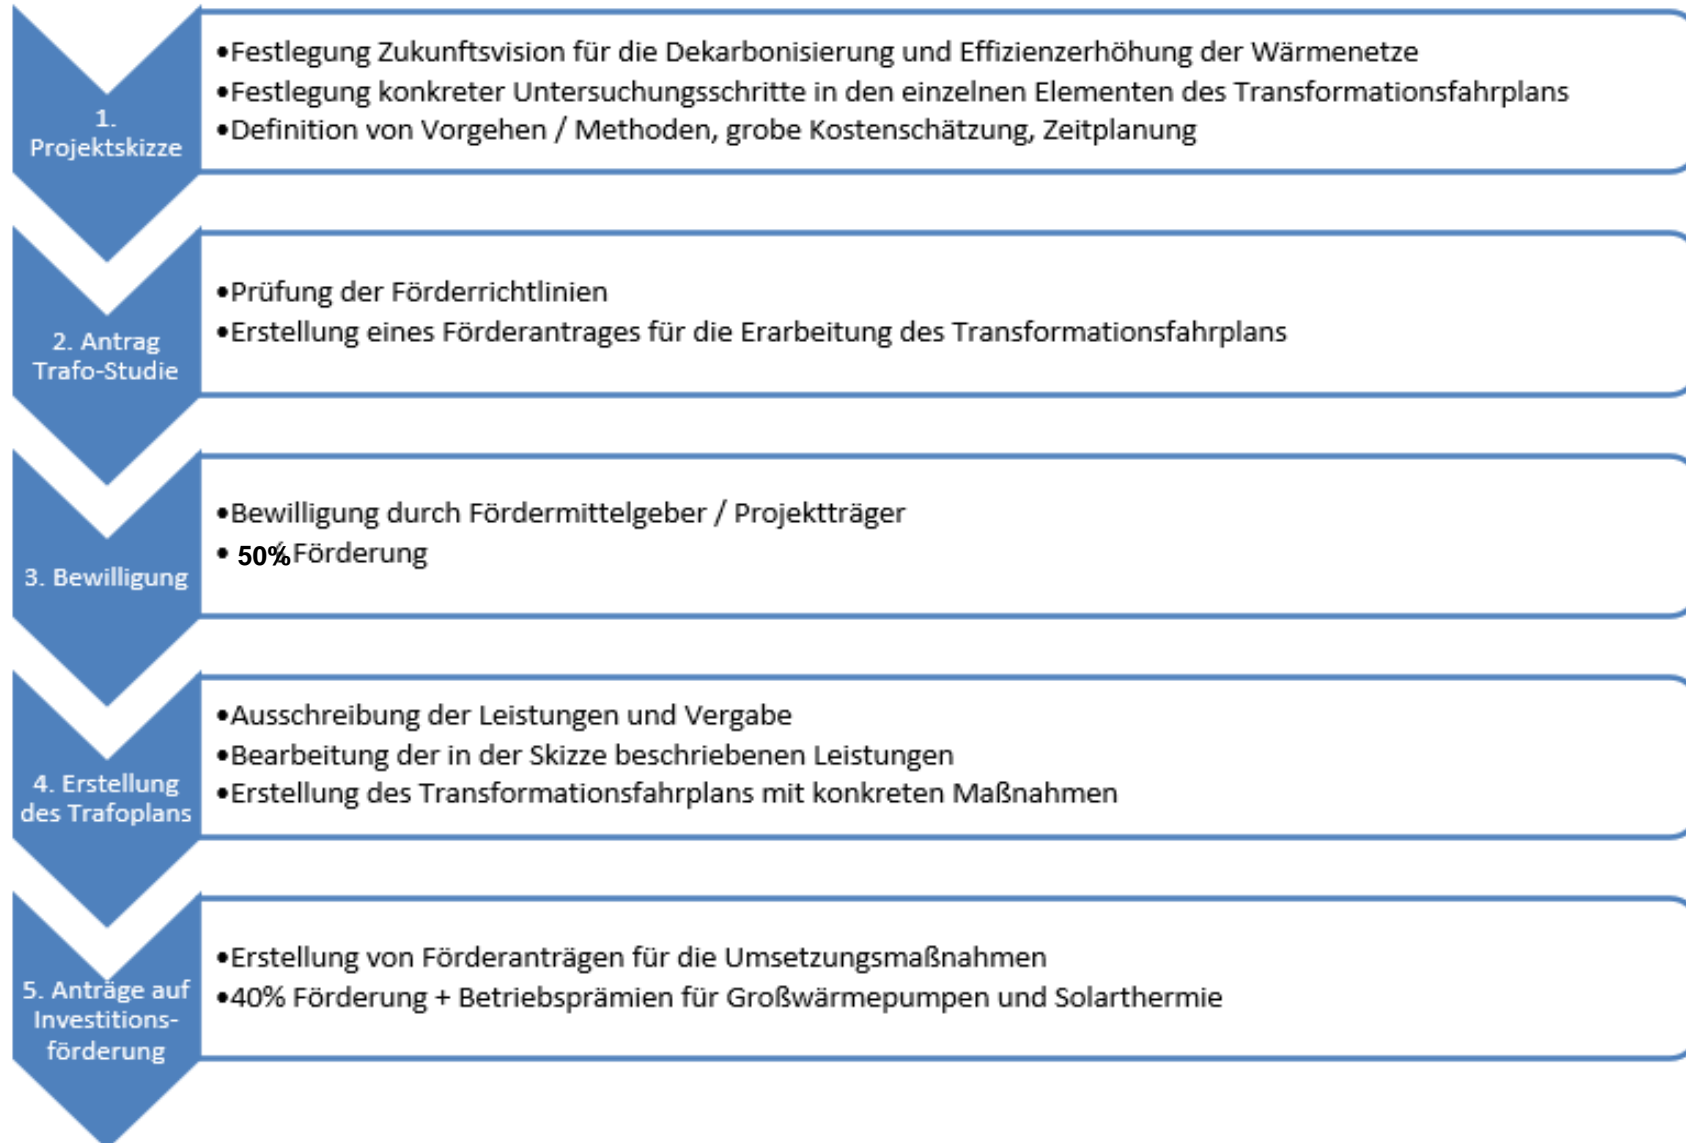 1.
Projektskizze
•Festlegung Zukunftsvision für die Dekarbonisierung und Effizienzerhöhung der Wärmenetze
•Festlegung konkreter Untersuchungsschritte in den einzelnen Elementen des Transformationsfahrplans
•Definition von Vorgehen / Methoden, grobe Kostenschätzung, Zeitplanung
2. Antrag
Trafo-Studie
•Prüfung der Förderrichtlinien
•Erstellung eines Förderantrages für die Erarbeitung des Transformationsfahrplans
3. Bewilligung
•Bewilligung durch Fördermittelgeber / Projektträger
• 50% Förderung
4. Erstellung
des Trafoplans
•Ausschreibung der Leistungen und Vergabe
•Bearbeitung der in der Skizze beschriebenen Leistungen
•Erstellung des Transformationsfahrplans mit konkreten Maßnahmen
5. Anträge auf
Investitions-
förderung
•Erstellung von Förderanträgen für die Umsetzungsmaßnahmen
•40% Förderung + Betriebsprämien für Großwärmepumpen und Solarthermie